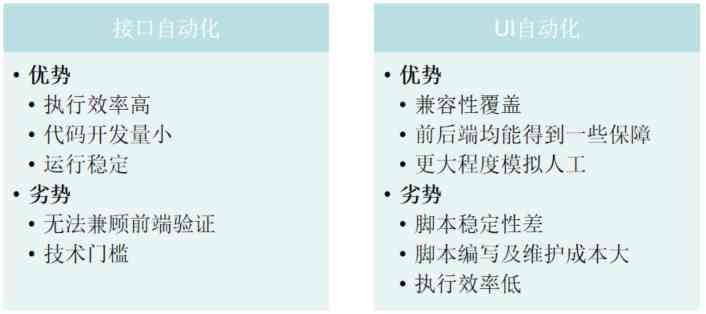 接口自动化
• 优势
• 执行效率高
• 代码开发量小
• 运行稳定
• 劣势
• 无法兼顾前端验证
• 技术门槛
UI自动化
• 优势
• 兼容性覆盖
• 前后端均能得到一些保障
• 更大程度模拟人工
• 劣势
• 脚本稳定性差
• 脚本编写及维护成本大
• 执行效率低